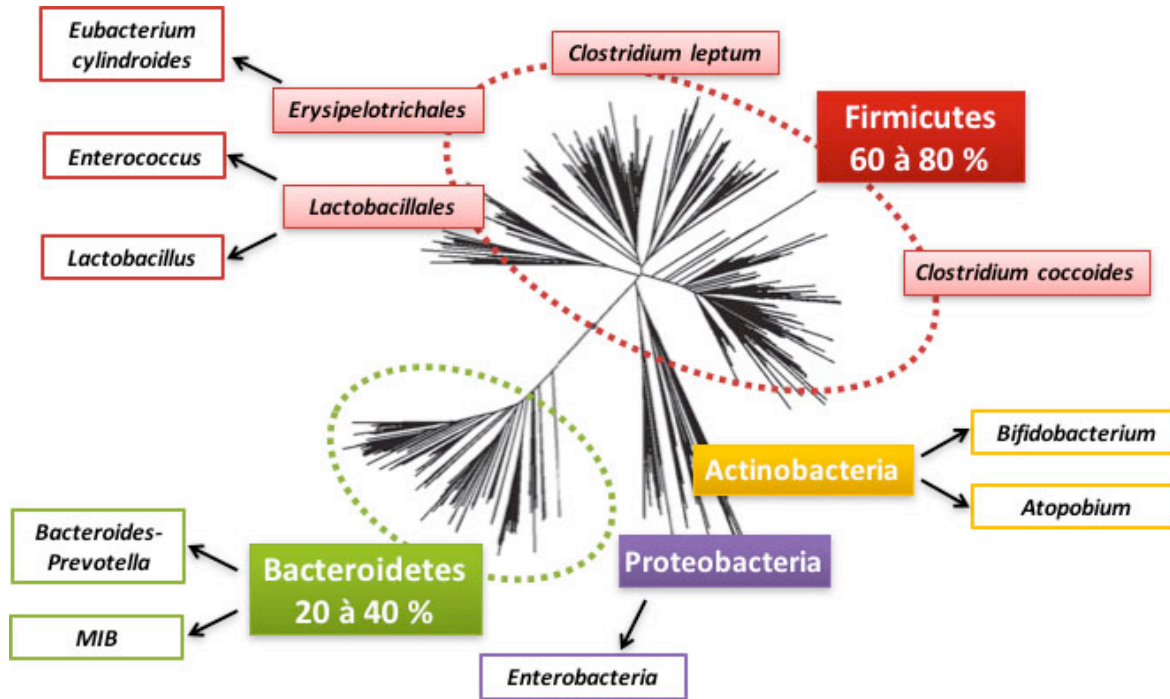 Eubacterium
cylindroides
Clostridium leptum
Erysipelotrichales
Firmicutes
60 à 80 %
Enterococcus
Lactobacillales
Lactobacillus
Clostridium coccoides
Bifidobacterium
Actinobacteria
Atopobium
Bacteroides-
Prevotella
Proteobacteria
Bacteroidetes
20 à 40 %
MIB
Enterobacteria